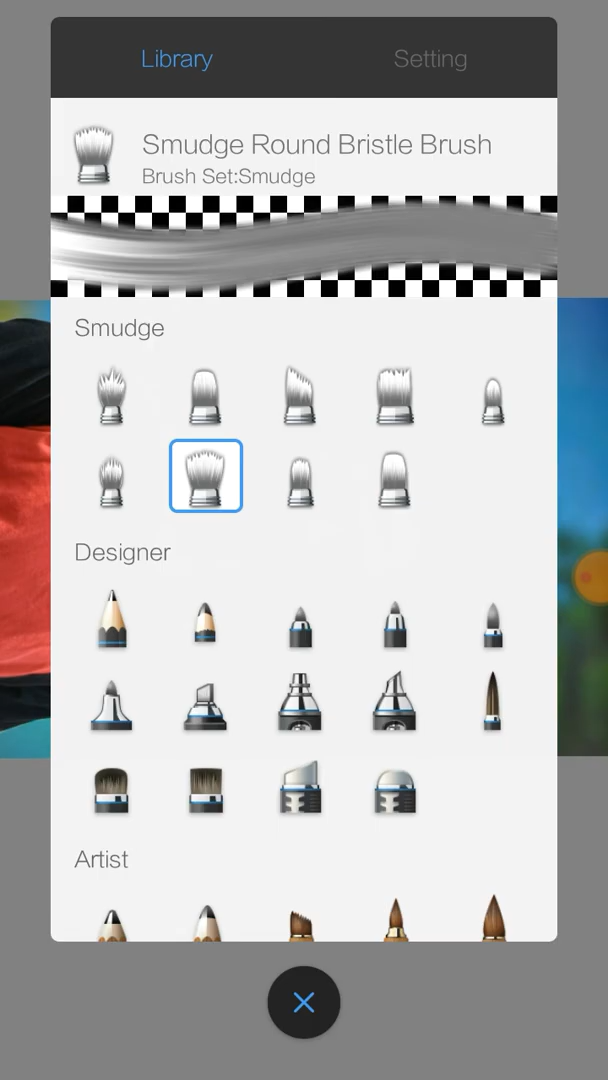 Library
Setting
Smudge Round Bristle Brush
Brush Set:Smudge
Smudge
Designer
Artist